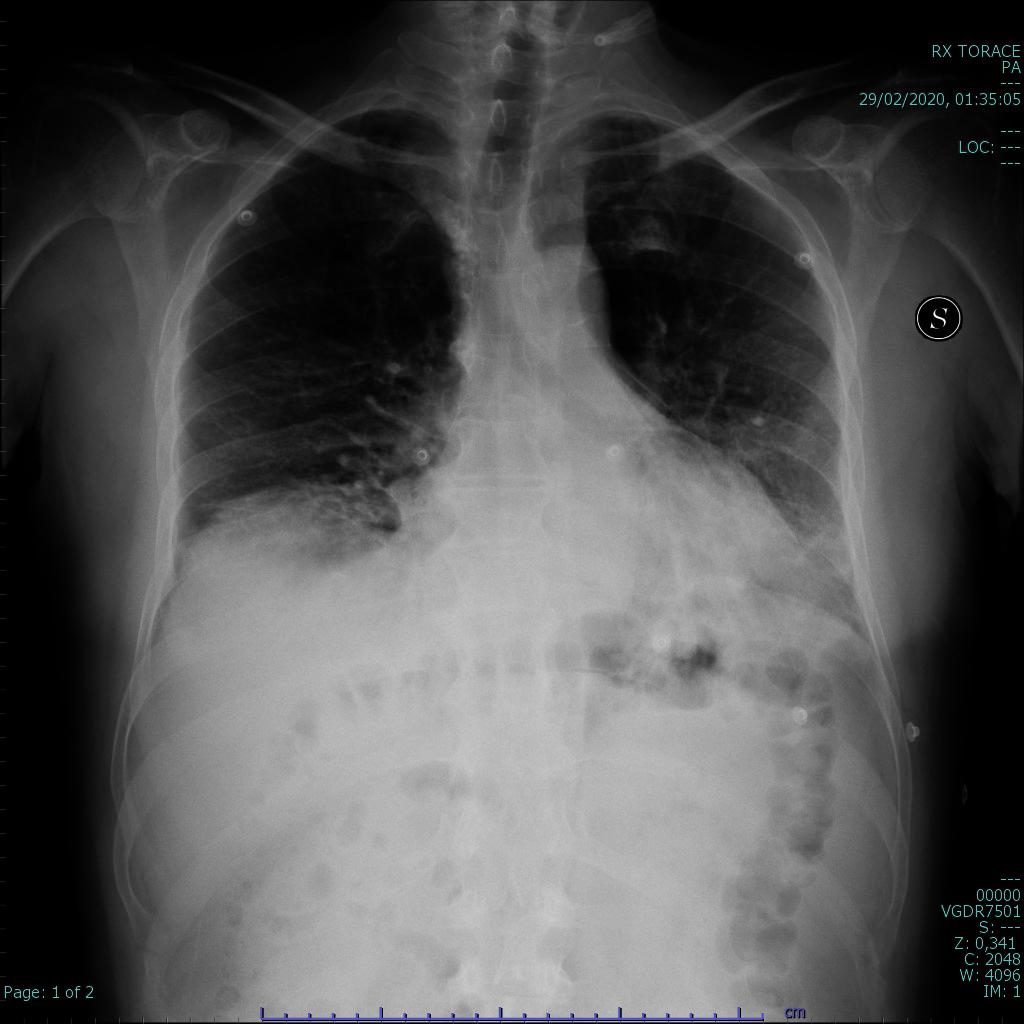 RX TORACE
PA
---
29/02/2020, 01:35:05
---
LOC: ---
---
S
---
00000
VGDR7501
S: ---
Z: 0,341
C: 2048
W: 4096
IM: 1
Page: 1 of 2
cm